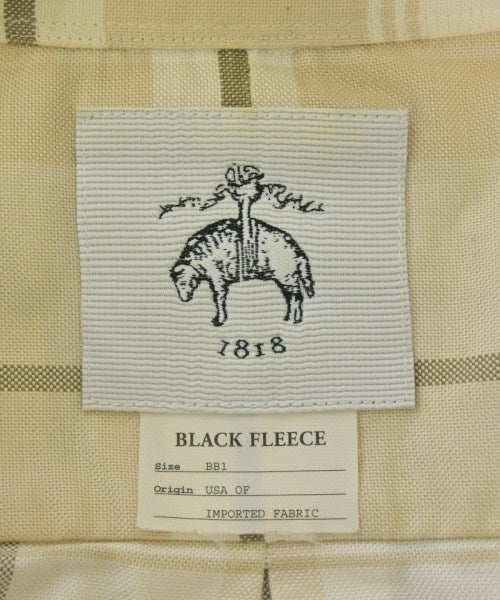 1818
BLACK FLEECE
Size BB1
Origin USA OF
IMPORTED FABRIC